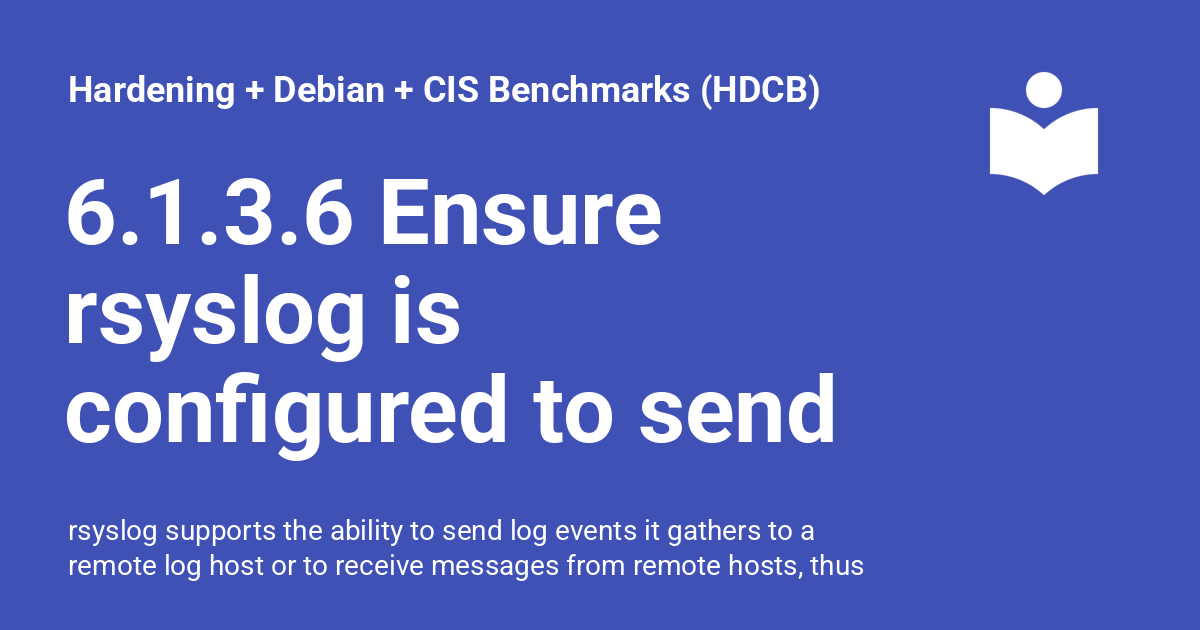 Hardening + Debian + CIS Benchmarks (HDCB)
6.1.3.6 Ensure
rsyslog is
configured to send
rsyslog supports the ability to send log events it gathers to a
remote log host or to receive messages from remote hosts, thus